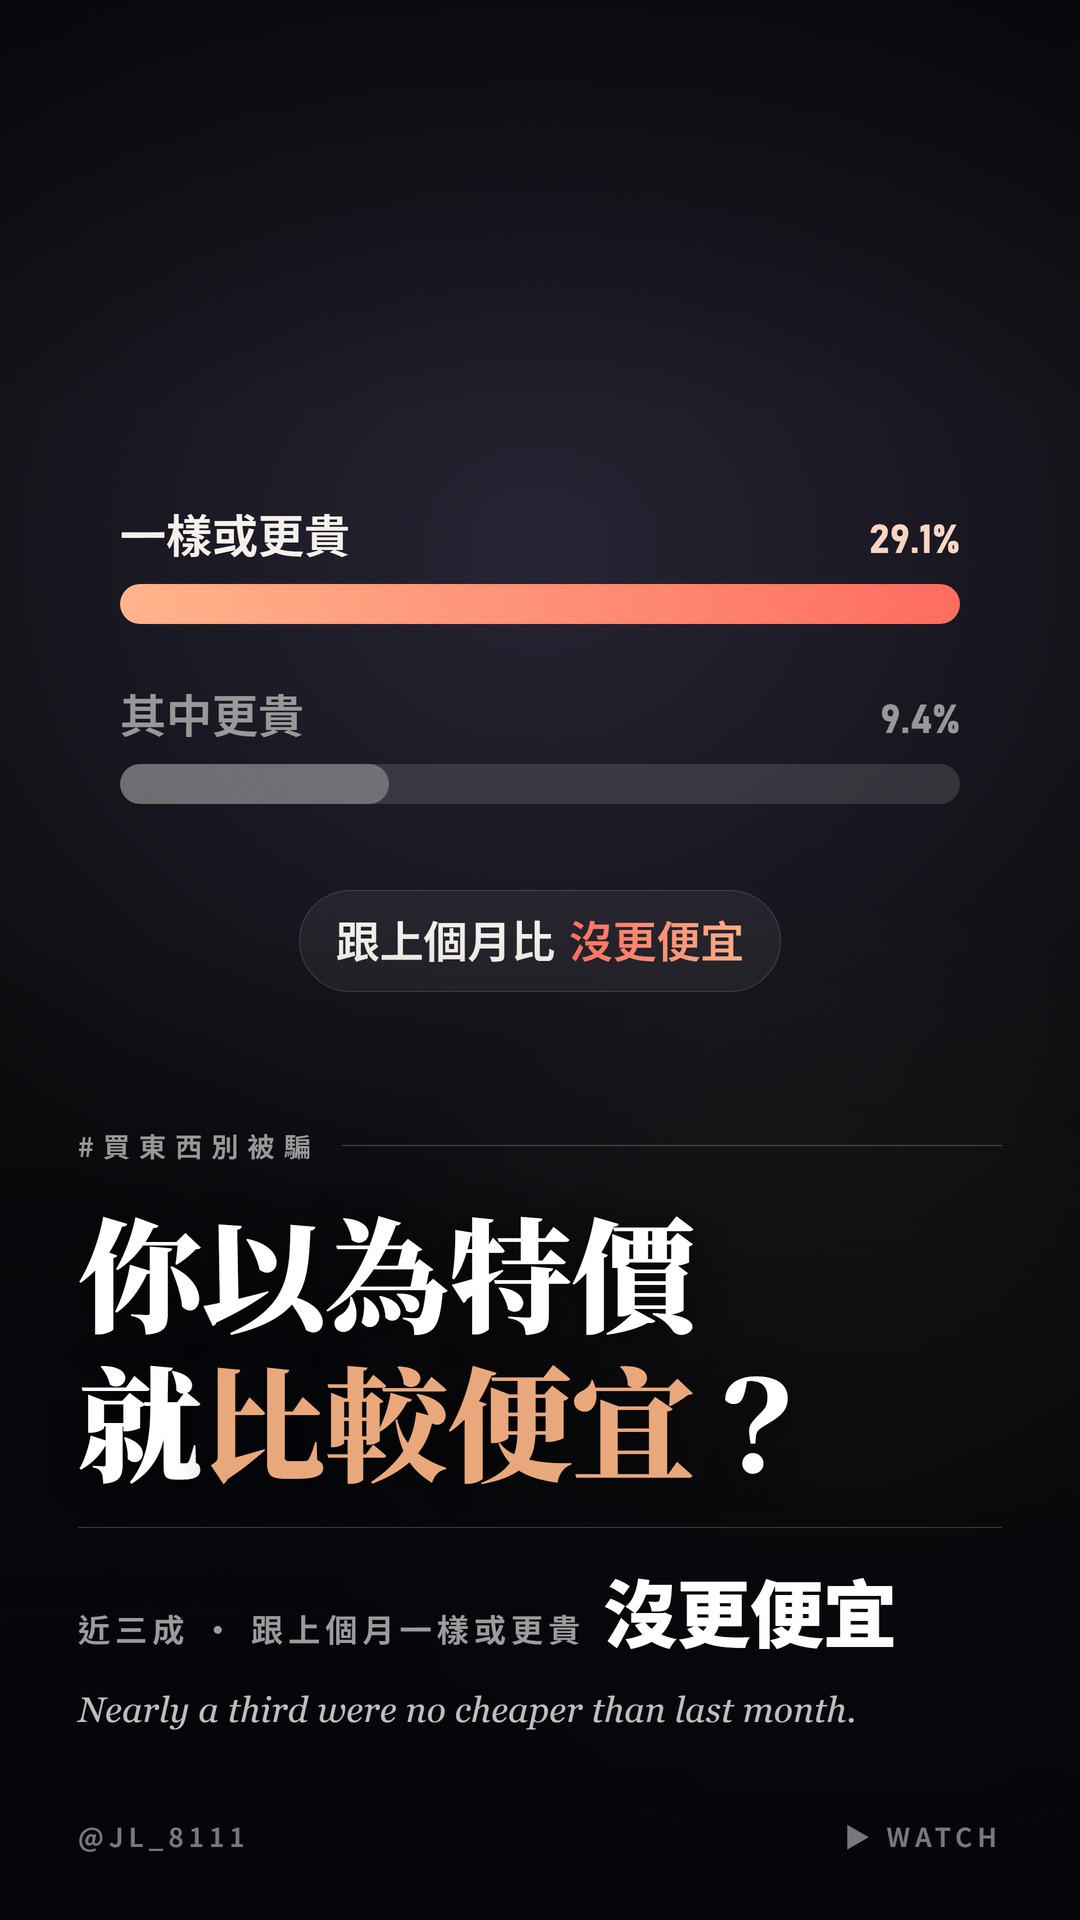 一樣或更貴 29.1%
其中更貴 9.4%
跟上個月比 沒更便宜
#買東西別被騙
你以為特價
就比較便宜？
近三成 · 跟上個月一樣或更貴 沒更便宜
Nearly a third were no cheaper than last month.
@JL_8111 ▶ WATCH